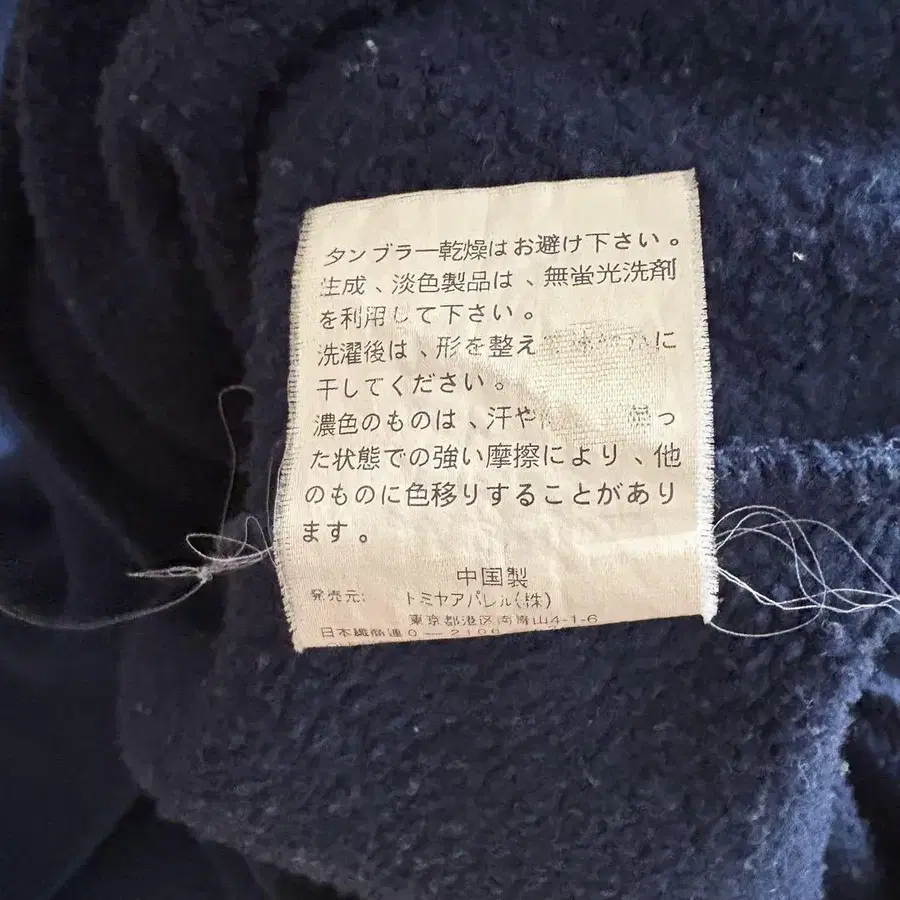 タンブラー乾燥はお避け下さい。
生成、淡色製品は、無蛍光洗剤
を利用して下さい。
洗濯後は、形を整え に
干してください。
濃色のものは、汗や っ
た状態での強い摩擦により、他
のものに色移りすることがあり
ます。
中国製
発売元: トミヤアパレル(株)
東京都港区南青山4-1-6
日本繊商連0-2106